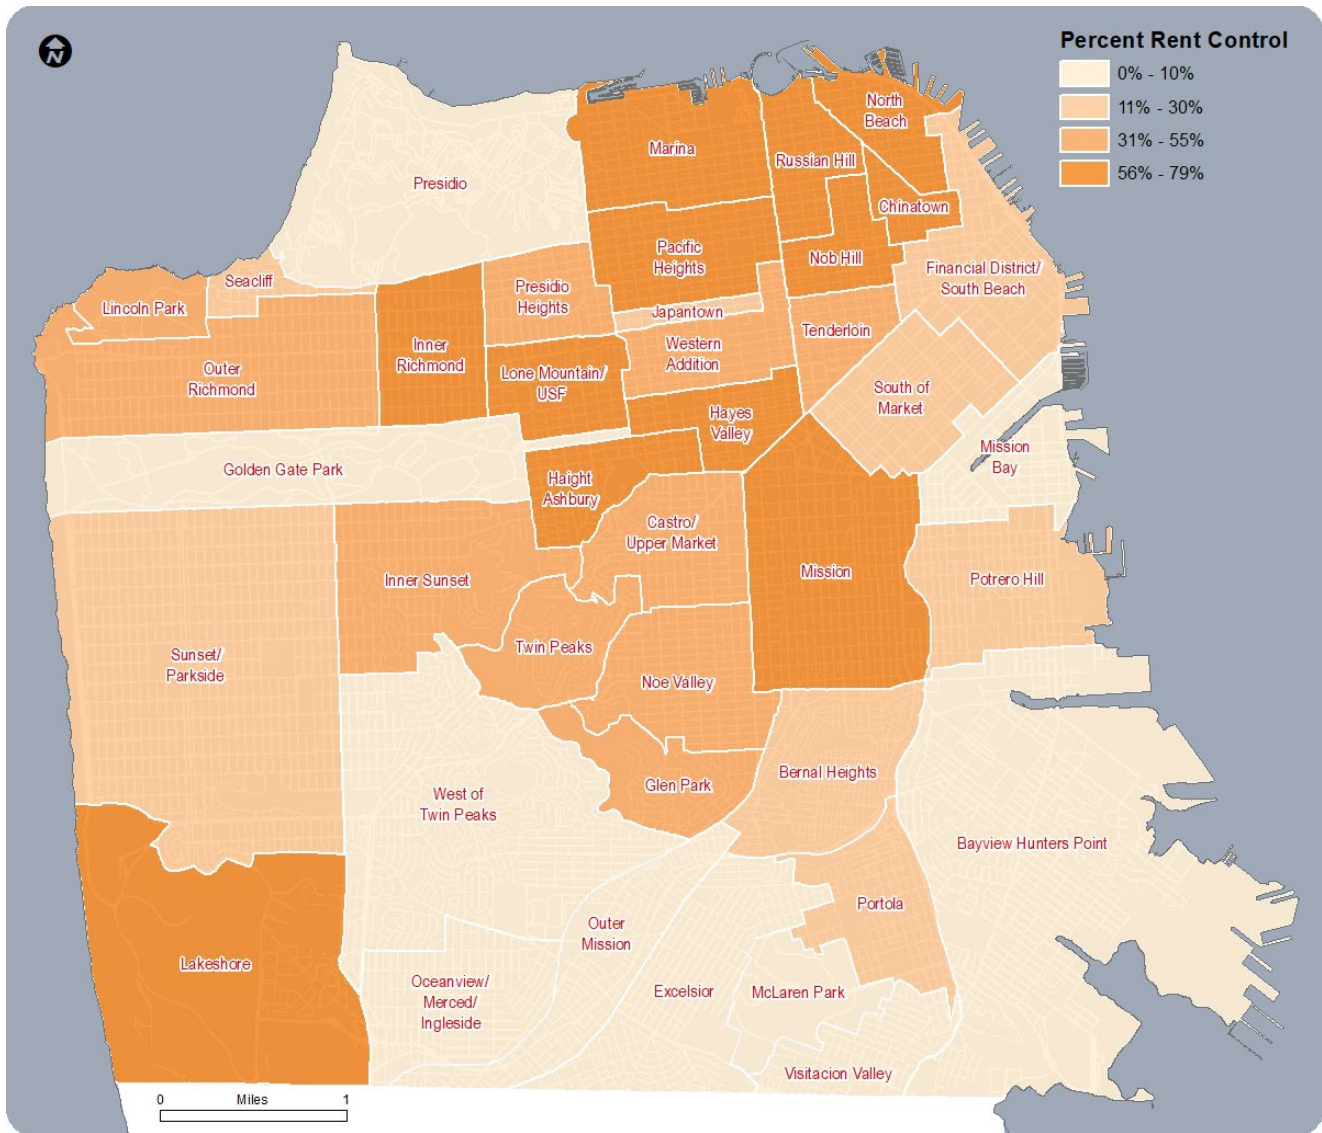 N
Percent Rent Control
0% - 10%
11% - 30%
31% - 55%
56% - 79%
North
Beach
Marina
Russian Hill
Presidio
Chinatown
Pacific
Heights
Nob Hill
Financial District/
South Beach
Seacliff
Lincoln Park
Presidio
Heights
Japantown
Tenderloin
Inner
Richmond
Western
Addition
Outer
Richmond
Lone Mountain/
USF
South of
Market
Hayes
Valley
Mission
Bay
Golden Gate Park
Haight
Ashbury
Castro/
Upper Market
Inner Sunset
Mission
Potrero Hill
Twin Peaks
Sunset/
Parkside
Noe Valley
Bernal Heights
Glen Park
West of
Twin Peaks
Bayview Hunters Point
Portola
Outer
Mission
Lakeshore
Oceanview/
Merced/
Ingleside
Excelsior
McLaren Park
Visitacion Valley
0 Miles 1